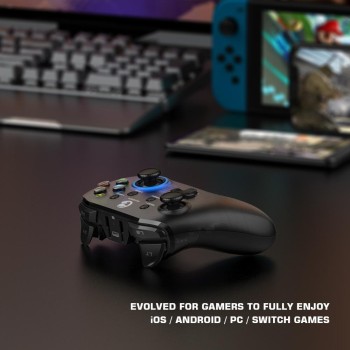 EVOLVED FOR GAMERS TO FULLY ENJOY
iOS / ANDROID / PC / SWITCH GAMES